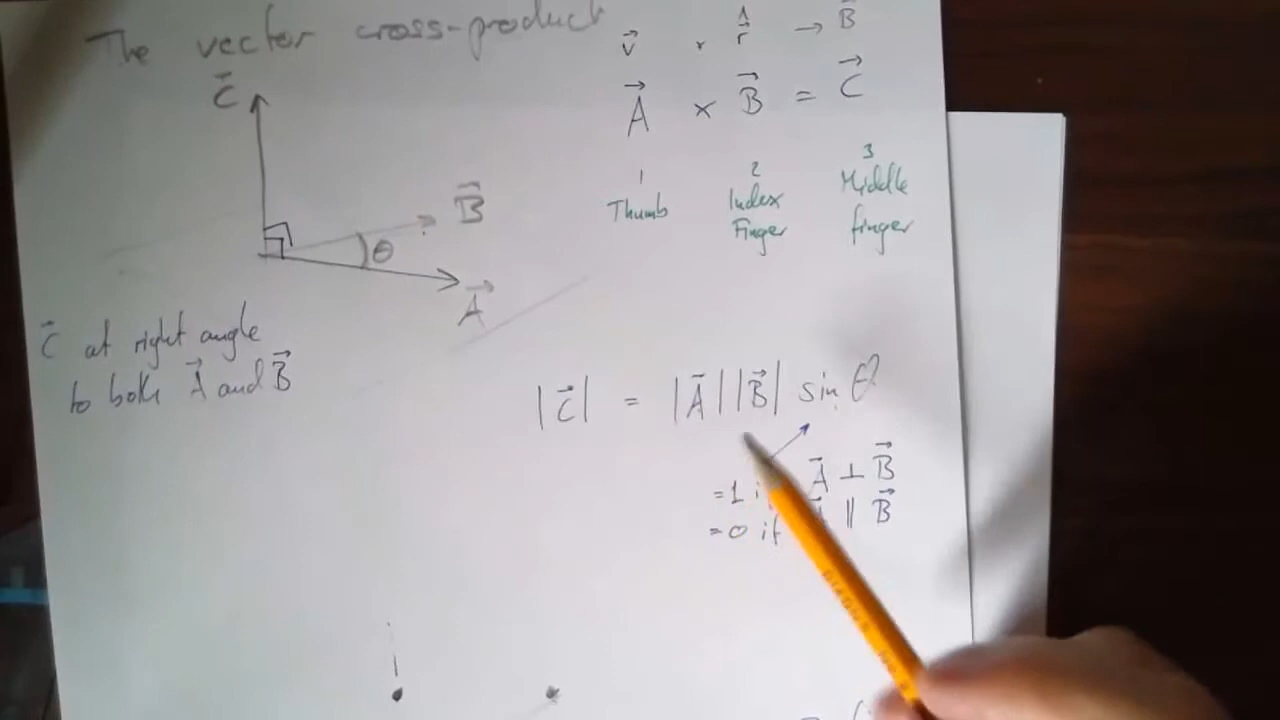 The vector cross-product
v⃗ × r̂ → B⃗
A⃗ × B⃗ = C⃗
1 2 3
Thumb Index Finger Middle finger
C⃗
B⃗
θ
A⃗
C⃗ at right angle
to both A⃗ and B⃗
|C⃗| = |A⃗||B⃗| sin θ
=1 A⃗ ⊥ B⃗
=0 if ∥ B⃗